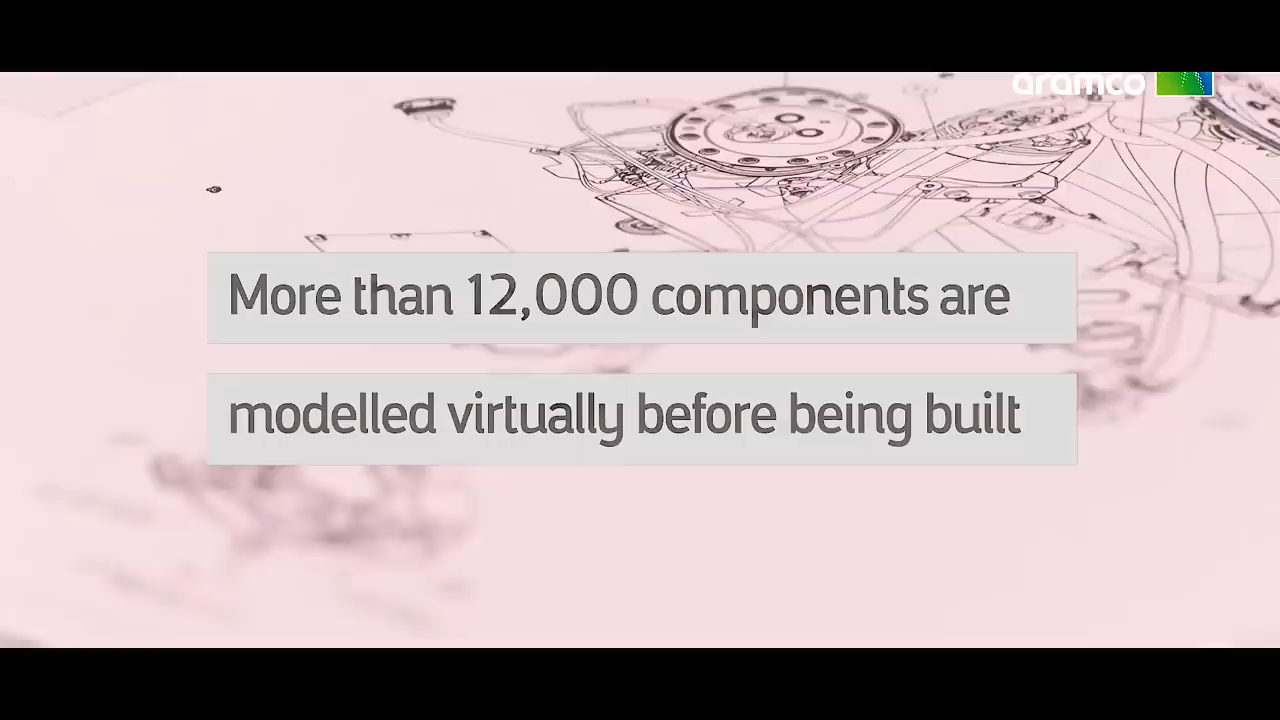 aramco
More than 12,000 components are
modelled virtually before being built